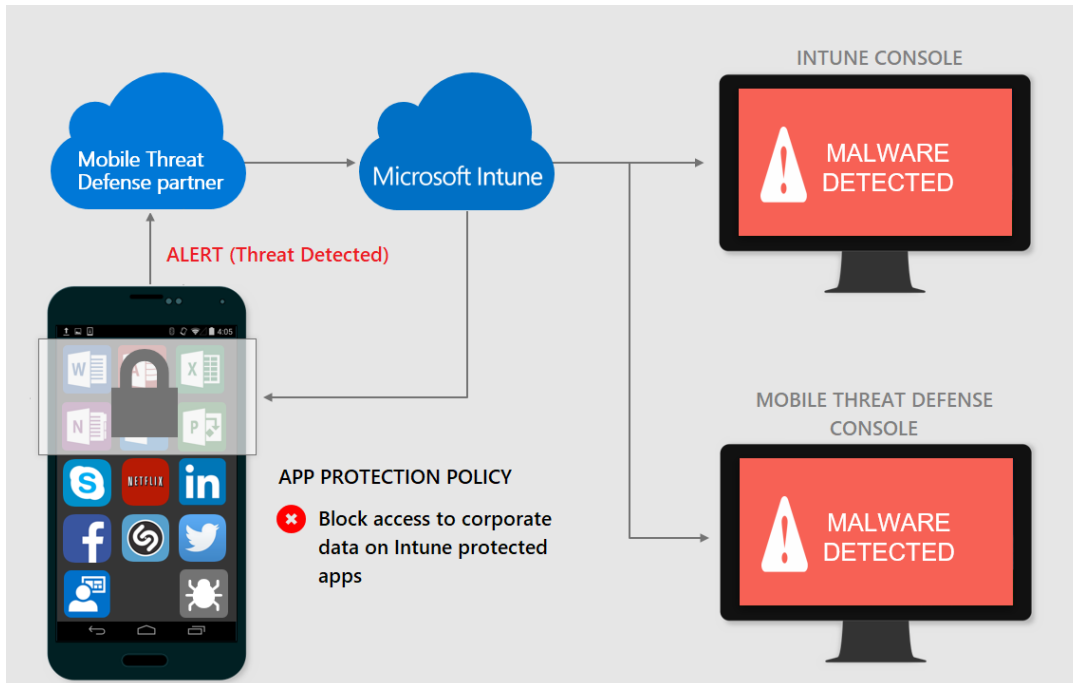 INTUNE CONSOLE
MALWARE
DETECTED
Mobile Threat
Defense partner
Microsoft Intune
ALERT (Threat Detected)
4:05
W
A
X
N
P
S
NETFLIX
in
f
APP PROTECTION POLICY
Block access to corporate
data on Intune protected
apps
MOBILE THREAT DEFENSE
CONSOLE
MALWARE
DETECTED